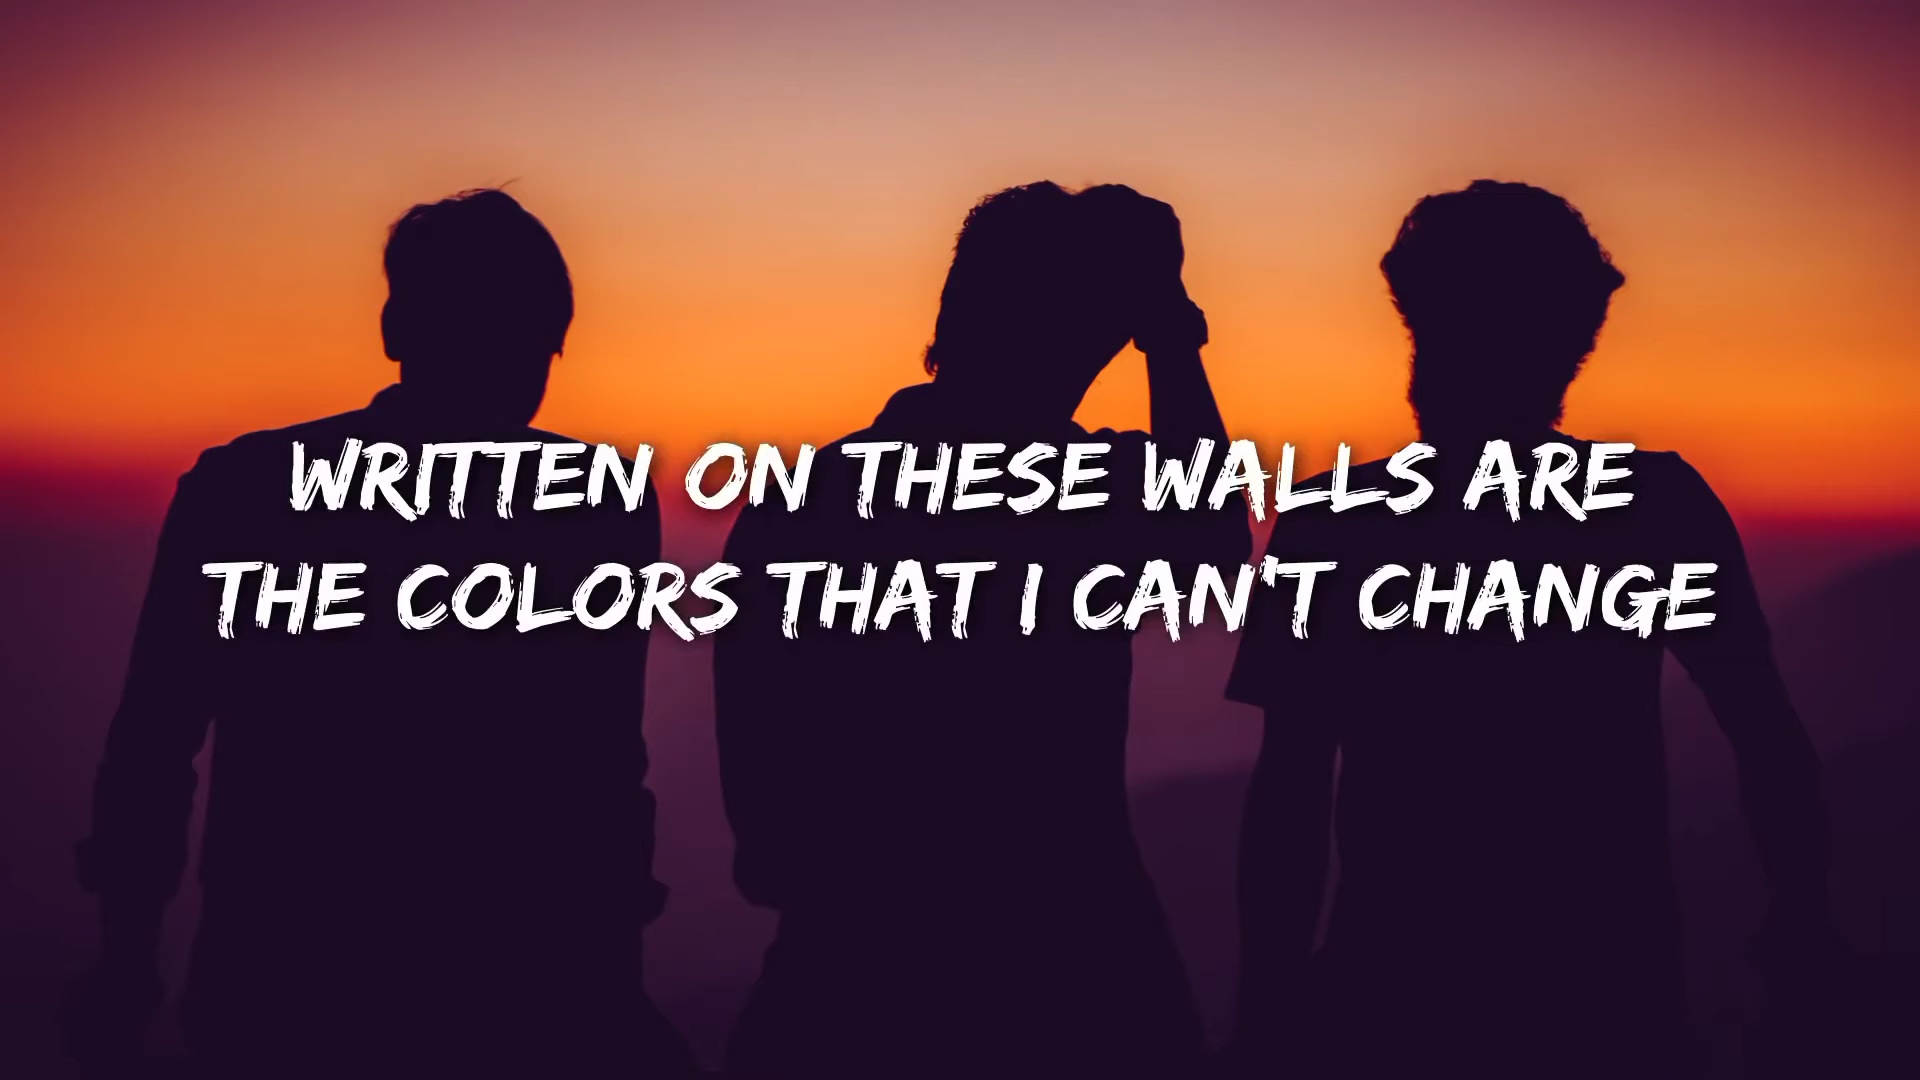 WRITTEN ON THESE WALLS ARE
THE COLORS THAT I CAN'T CHANGE